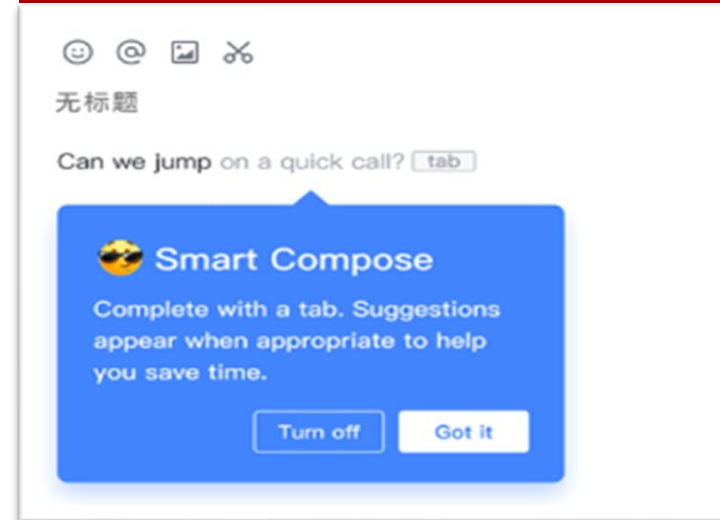 无标题
Can we jump on a quick call? tab
Smart Compose
Complete with a tab. Suggestions
appear when appropriate to help
you save time.
Turn off
Got it